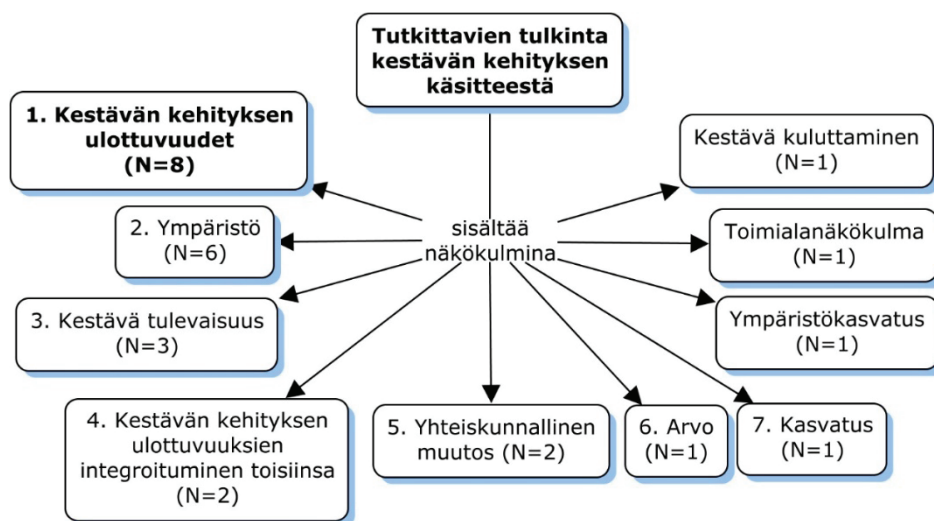 Tutkittavien tulkinta
kestävän kehityksen
käsitteestä
1. Kestävän kehityksen
ulottuvuudet
(N=8)
2. Ympäristö
(N=6)
3. Kestävä tulevaisuus
(N=3)
4. Kestävän kehityksen
ulottuvuuksien
integroituminen toisiinsa
(N=2)
sisältää
näkökulmina
5. Yhteiskunnallinen
muutos (N=2)
6. Arvo
(N=1)
7. Kasvatus
(N=1)
Kestävä kuluttaminen
(N=1)
Toimialanäkökulma
(N=1)
Ympäristökasvatus
(N=1)